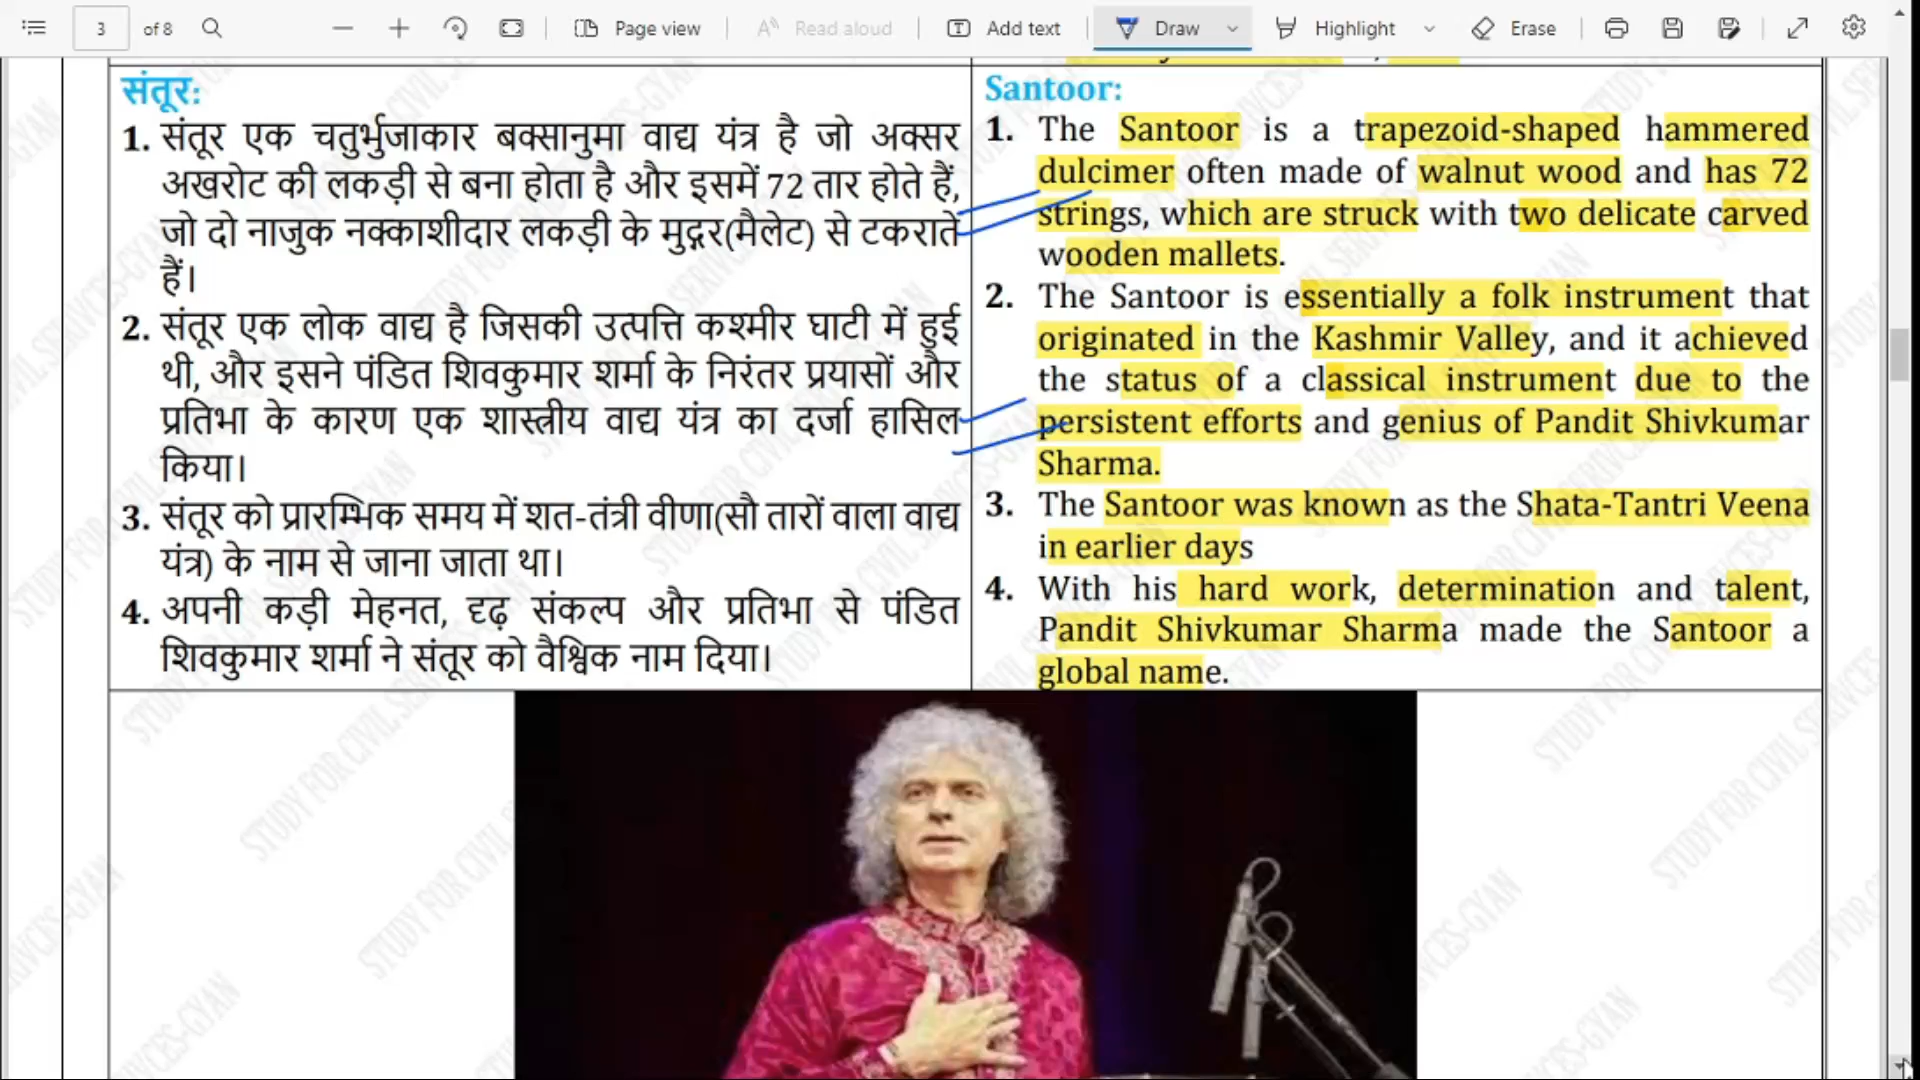 3 of 8 Page view Read aloud Add text Draw Highlight Erase
संतूर:
1. संतूर एक चतुर्भुजाकार बक्सानुमा वाद्य यंत्र है जो अक्सर
अखरोट की लकड़ी से बना होता है और इसमें 72 तार होते हैं,
जो दो नाजुक नक्काशीदार लकड़ी के मुद्गर(मैलेट) से टकराते
हैं।
2. संतूर एक लोक वाद्य है जिसकी उत्पत्ति कश्मीर घाटी में हुई
थी, और इसने पंडित शिवकुमार शर्मा के निरंतर प्रयासों और
प्रतिभा के कारण एक शास्त्रीय वाद्य यंत्र का दर्जा हासिल
किया।
3. संतूर को प्रारम्भिक समय में शत-तंत्री वीणा(सौ तारों वाला वाद्य
यंत्र) के नाम से जाना जाता था।
4. अपनी कड़ी मेहनत, दृढ़ संकल्प और प्रतिभा से पंडित
शिवकुमार शर्मा ने संतूर को वैश्विक नाम दिया।
Santoor:
1. The Santoor is a trapezoid-shaped hammered
dulcimer often made of walnut wood and has 72
strings, which are struck with two delicate carved
wooden mallets.
2. The Santoor is essentially a folk instrument that
originated in the Kashmir Valley, and it achieved
the status of a classical instrument due to the
persistent efforts and genius of Pandit Shivkumar
Sharma.
3. The Santoor was known as the Shata-Tantri Veena
in earlier days
4. With his hard work, determination and talent,
Pandit Shivkumar Sharma made the Santoor a
global name.
STUDY FOR CIVIL SERIVCES-GYAN